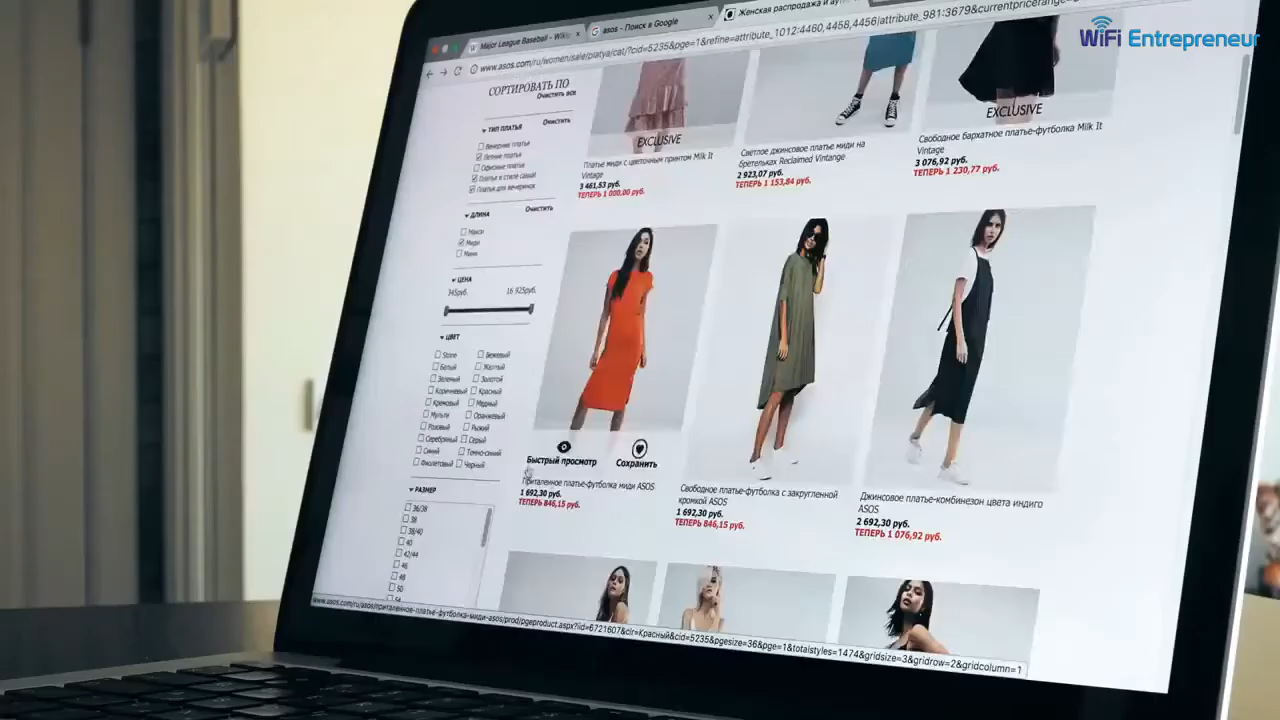 WiFi Entrepreneur
Major League Baseball - Wiki
asos - Поиск в Google
Женская распродажа и аут
www.asos.com/ru/women/sale/platya/cat/?cid=5235&pge=1&refine=attribute_1012:4460,4458,4456|attribute_981:3679&currentpricerange=
СОРТИРОВАТЬ ПО
Очистить все
ТИП ПЛАТЬЯ
Очистить
Вечернее платье
Летние платья
Офисные платья
Платья в стиле casual
Платья для вечеринок
ДЛИНА
Очистить
Макси
Миди
Мини
ЦЕНА
345руб.
16 925руб.
ЦВЕТ
Stone
Бежевый
Белый
Желтый
Зеленый
Золотой
Коричневый
Красный
Кремовый
Медный
Мульти
Оранжевый
Розовый
Рыжий
Серебряный
Серый
Синий
Темно-синий
Фиолетовый
Черный
РАЗМЕР
36/38
38
38/40
40
42/44
46
48
50
EXCLUSIVE
Платье миди с цветочным принтом Milk It
Vintage
3 461,53 руб.
ТЕПЕРЬ 1 000,00 руб.
Светлое джинсовое платье миди на
бретельках Reclaimed Vintage
2 923,07 руб.
ТЕПЕРЬ 1 153,84 руб.
EXCLUSIVE
Свободное бархатное платье-футболка Milk It
Vintage
3 076,92 руб.
ТЕПЕРЬ 1 230,77 руб.
Быстрый просмотр
Сохранить
Приталенное платье-футболка миди ASOS
1 692,30 руб.
ТЕПЕРЬ 846,15 руб.
Свободное платье-футболка с закругленной
кромкой ASOS
1 692,30 руб.
ТЕПЕРЬ 846,15 руб.
Джинсовое платье-комбинезон цвета индиго
ASOS
2 692,30 руб.
ТЕПЕРЬ 1 076,92 руб.
www.asos.com/ru/asos/приталенное-платье-футболка-миди-asos/prod/pgeproduct.aspx?iid=6721607&clr=Красный&cid=5235&pgesize=36&pge=1&totalstyles=1474&gridsize=3&gridrow=2&gridcolumn=1